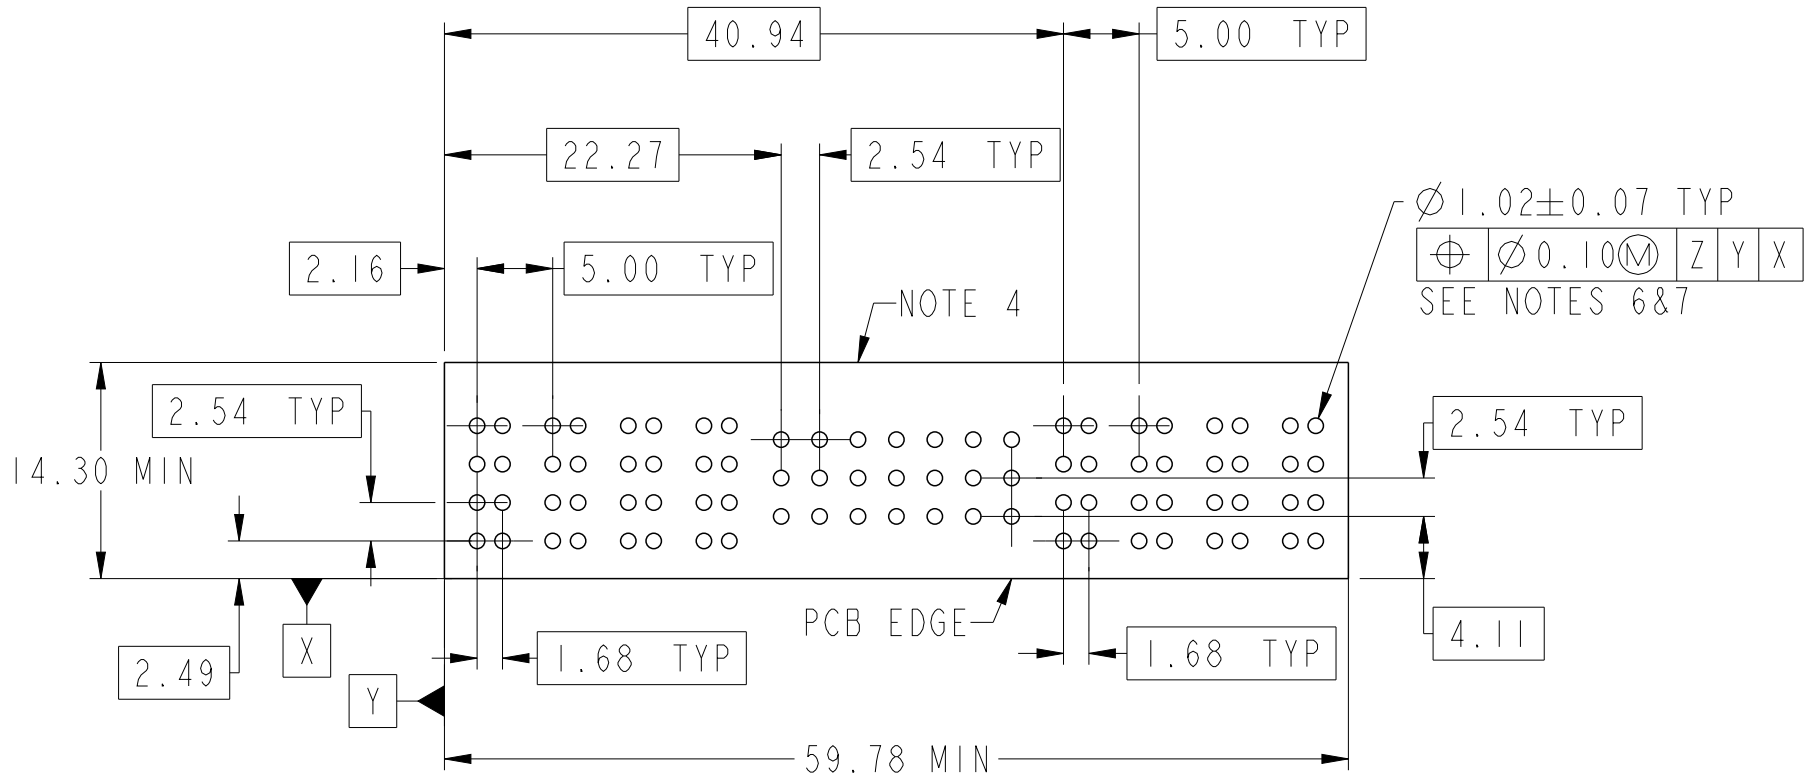 40.94
5.00 TYP
22.27
2.54 TYP
⌀1.02±0.07 TYP
2.16
5.00 TYP
⌖ ⌀0.10Ⓜ Z Y X
NOTE 4
SEE NOTES 6&7
2.54 TYP
2.54 TYP
14.30 MIN
PCB EDGE
4.11
X
1.68 TYP
1.68 TYP
2.49
Y
59.78 MIN